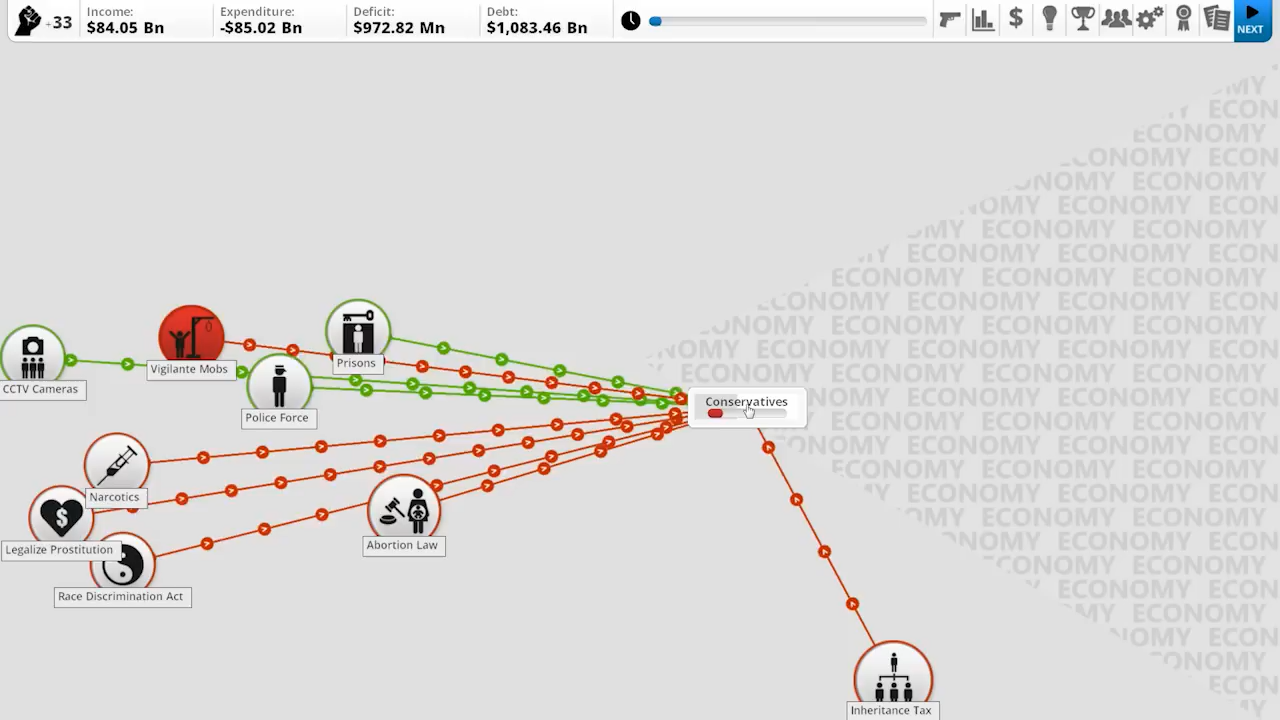 +33
Income:
$84.05 Bn
Expenditure:
-$85.02 Bn
Deficit:
$972.82 Mn
Debt:
$1,083.46 Bn
NEXT
ECONOMY ECONOMY ECONOMY
Prisons
Vigilante Mobs
CCTV Cameras
Police Force
Conservatives
Narcotics
$
Legalize Prostitution
Abortion Law
Race Discrimination Act
Inheritance Tax